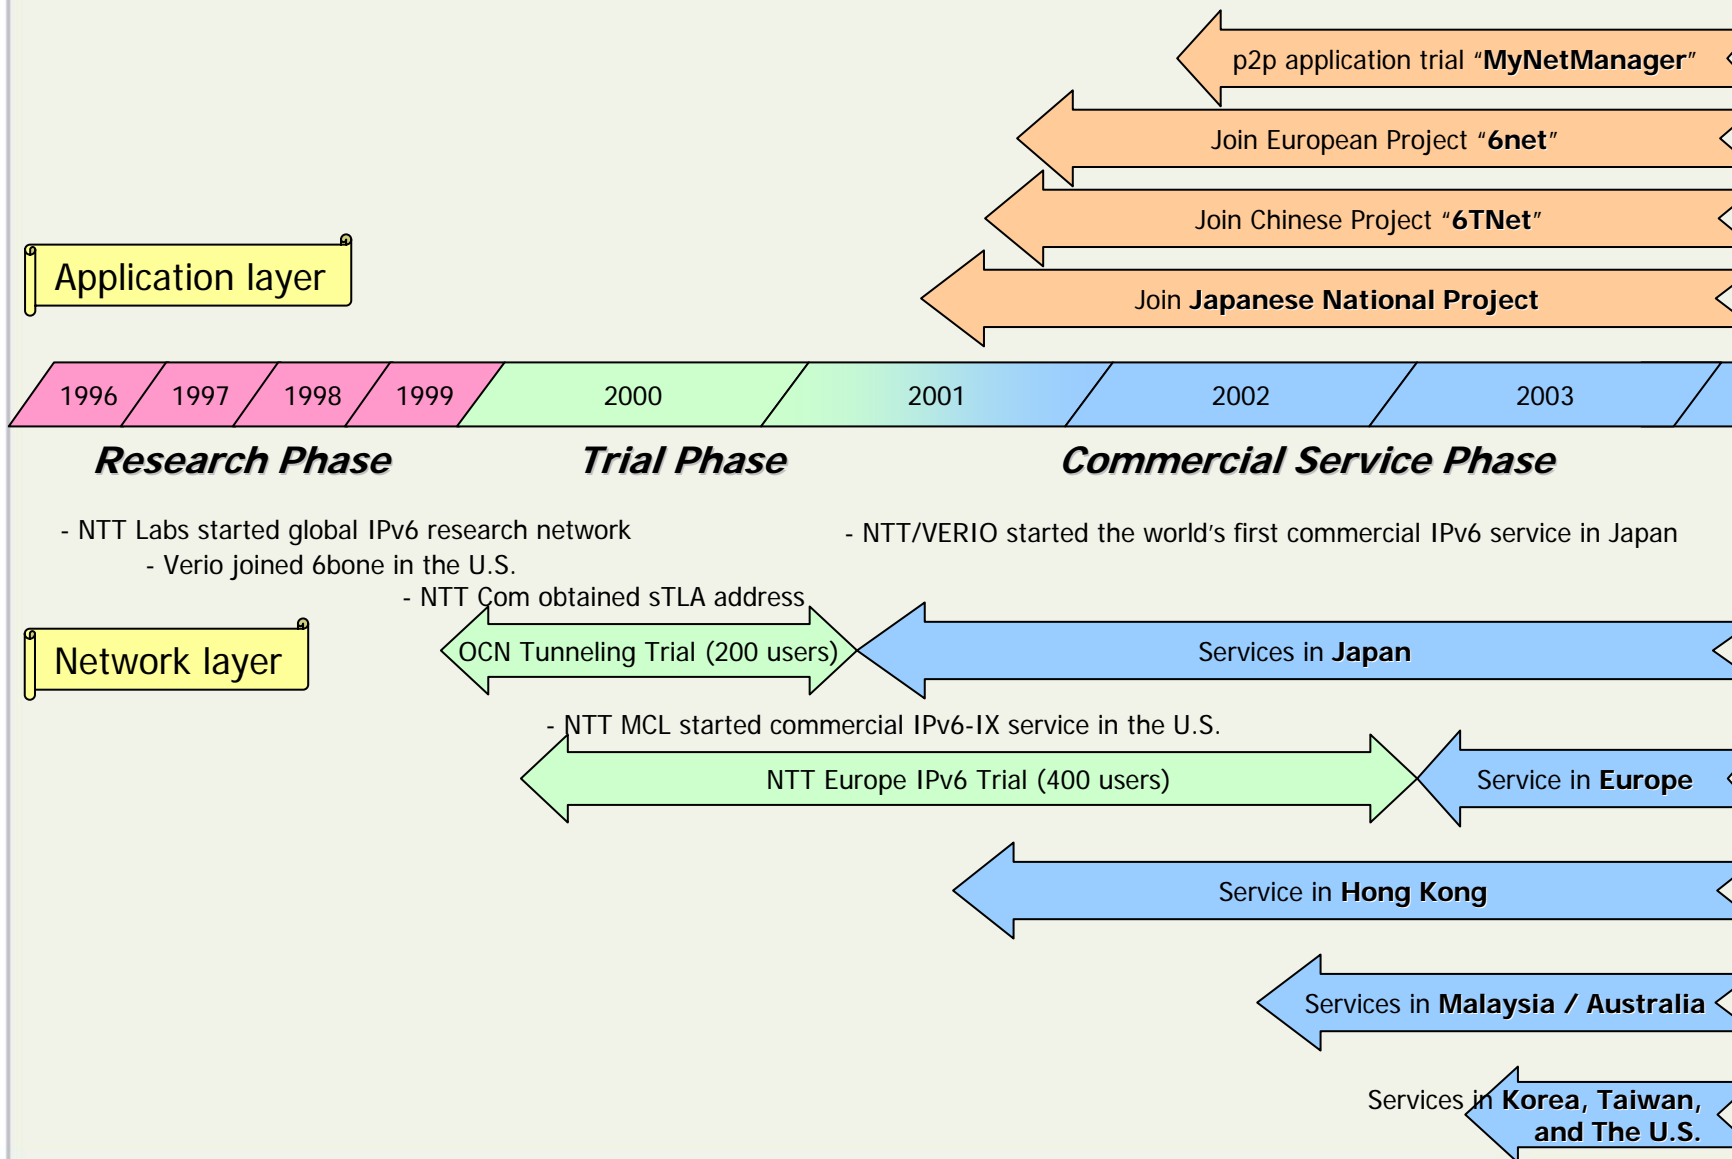 p2p application trial “MyNetManager”
Join European Project “6net”
Join Chinese Project “6TNet”
Application layer
Join Japanese National Project
1996 1997 1998 1999 2000 2001 2002 2003
Research Phase Trial Phase Commercial Service Phase
- NTT Labs started global IPv6 research network
- NTT/VERIO started the world's first commercial IPv6 service in Japan
- Verio joined 6bone in the U.S.
- NTT Com obtained sTLA address
Network layer
OCN Tunneling Trial (200 users)
Services in Japan
- NTT MCL started commercial IPv6-IX service in the U.S.
NTT Europe IPv6 Trial (400 users)
Service in Europe
Service in Hong Kong
Services in Malaysia / Australia
Services in Korea, Taiwan,
and The U.S.